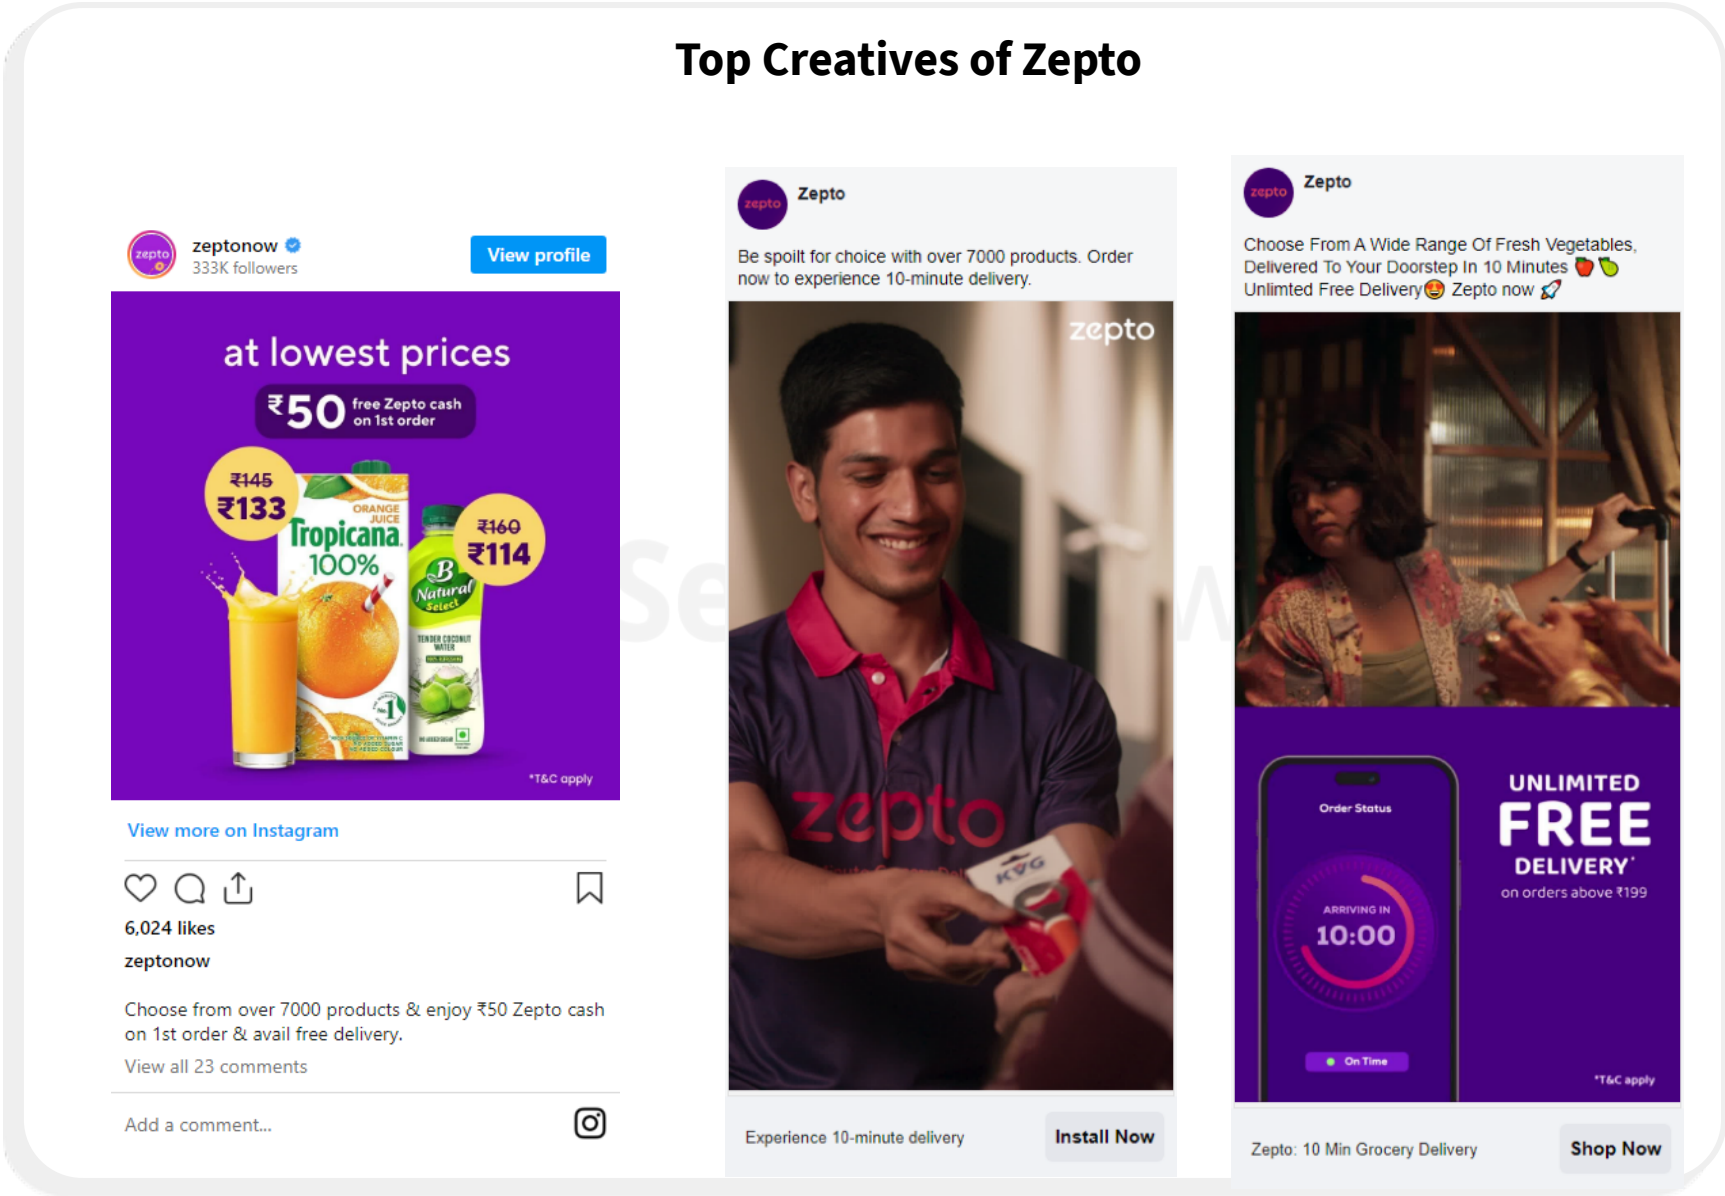 Top Creatives of Zepto
zepto
zeptonow
333K followers
View profile
at lowest prices
₹50 free Zepto cash
on 1st order
₹145
₹133
₹160
₹114
ORANGE
JUICE
Tropicana
100%
B
Natural
Select
TENDER COCONUT
WATER
No.1
*T&C apply
View more on Instagram
6,024 likes
zeptonow
Choose from over 7000 products & enjoy ₹50 Zepto cash
on 1st order & avail free delivery.
View all 23 comments
Add a comment...
zepto
Zepto
Be spoilt for choice with over 7000 products. Order
now to experience 10-minute delivery.
zepto
zepto
Experience 10-minute delivery
Install Now
zepto
Zepto
Choose From A Wide Range Of Fresh Vegetables,
Delivered To Your Doorstep In 10 Minutes 🍎 🍐
Unlimted Free Delivery😍 Zepto now 🚀
Order Status
ARRIVING IN
10:00
On Time
UNLIMITED
FREE
DELIVERY*
on orders above ₹199
*T&C apply
Zepto: 10 Min Grocery Delivery
Shop Now